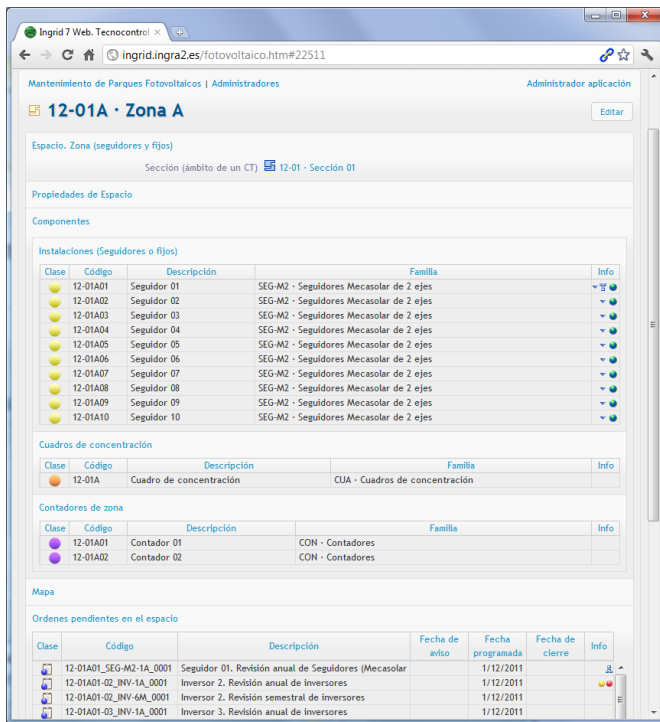 Ingrid 7 Web. Tecnocontrol
ingrid.ingra2.es/fotovoltaico.htm#22511
Mantenimiento de Parques Fotovoltaicos | Administradores Administrador aplicación
12-01A · Zona A Editar
Espacio. Zona (seguidores y fijos)
Sección (ámbito de un CT) 12-01 · Sección 01
Propiedades de Espacio
Componentes
Instalaciones (Seguidores o fijos)
Clase Código Descripción Familia Info
12-01A01 Seguidor 01 SEG-M2 · Seguidores Mecasolar de 2 ejes
12-01A02 Seguidor 02 SEG-M2 · Seguidores Mecasolar de 2 ejes
12-01A03 Seguidor 03 SEG-M2 · Seguidores Mecasolar de 2 ejes
12-01A04 Seguidor 04 SEG-M2 · Seguidores Mecasolar de 2 ejes
12-01A05 Seguidor 05 SEG-M2 · Seguidores Mecasolar de 2 ejes
12-01A06 Seguidor 06 SEG-M2 · Seguidores Mecasolar de 2 ejes
12-01A07 Seguidor 07 SEG-M2 · Seguidores Mecasolar de 2 ejes
12-01A08 Seguidor 08 SEG-M2 · Seguidores Mecasolar de 2 ejes
12-01A09 Seguidor 09 SEG-M2 · Seguidores Mecasolar de 2 ejes
12-01A10 Seguidor 10 SEG-M2 · Seguidores Mecasolar de 2 ejes
Cuadros de concentración
Clase Código Descripción Familia Info
12-01A Cuadro de concentración CUA · Cuadros de concentración
Contadores de zona
Clase Código Descripción Familia Info
12-01A01 Contador 01 CON · Contadores
12-01A02 Contador 02 CON · Contadores
Mapa
Ordenes pendientes en el espacio
Clase Código Descripción Fecha de aviso Fecha programada Fecha de cierre Info
12-01A01_SEG-M2-1A_0001 Seguidor 01. Revisión anual de Seguidores (Mecasolar 1/12/2011
12-01A01-02_INV-1A_0001 Inversor 2. Revisión anual de inversores 1/12/2011
12-01A01-02_INV-6M_0001 Inversor 2. Revisión semestral de inversores 1/12/2011
12-01A01-03_INV-1A_0001 Inversor 3. Revisión anual de inversores 1/12/2011